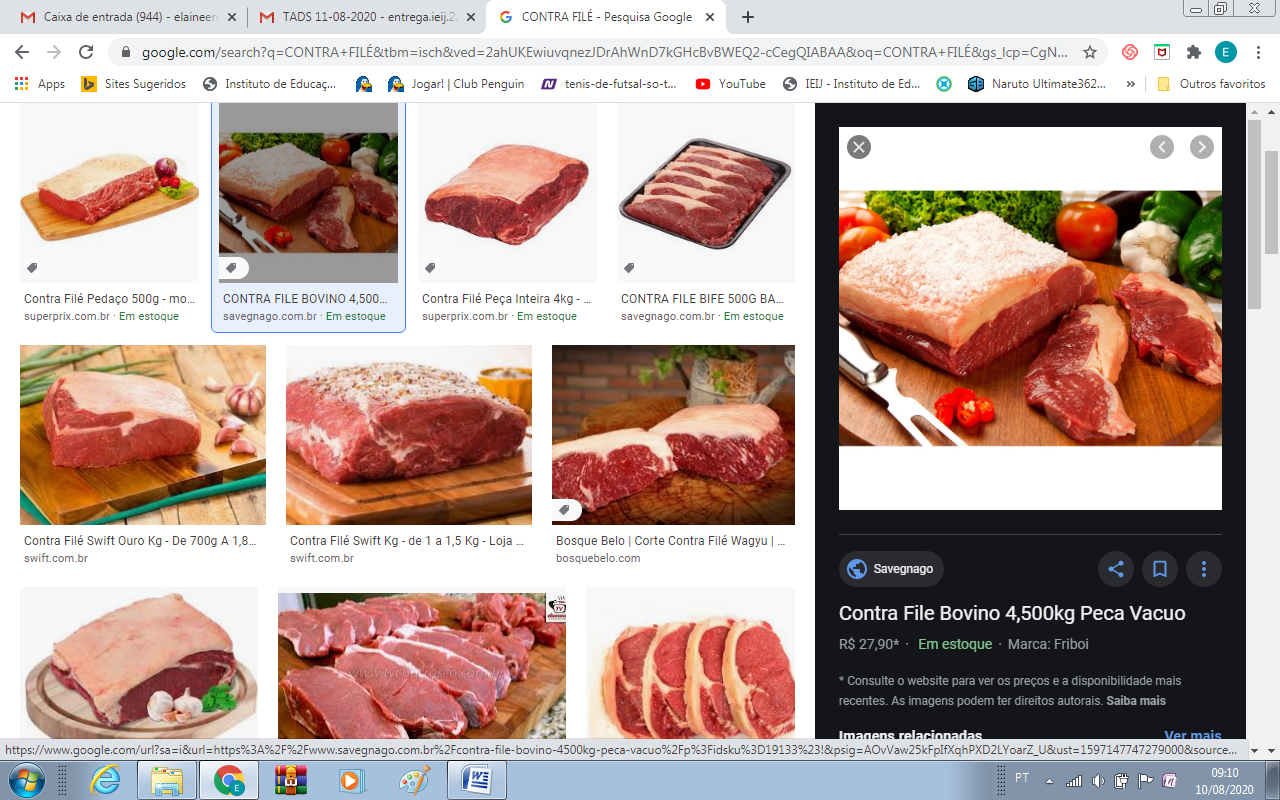 Caixa de entrada (944) - elaineer
TADS 11-08-2020 - entrega.ieij.2
CONTRA FILÉ - Pesquisa Google
google.com/search?q=CONTRA+FILÉ&tbm=isch&ved=2ahUKEwiuvqnezJDrAhWnD7kGHcBvBWEQ2-cCegQIABAA&oq=CONTRA+FILÉ&gs_lcp=CgN...
E
Apps
Sites Sugeridos
Instituto de Educaç...
Jogar! | Club Penguin
tenis-de-futsal-so-t...
YouTube
IEIJ - Instituto de Ed...
Naruto Ultimate362...
»
Outros favoritos
Contra Filé Pedaço 500g - mo...
superprix.com.br · Em estoque
CONTRA FILE BOVINO 4,500...
savegnago.com.br · Em estoque
Contra Filé Peça Inteira 4kg - ...
superprix.com.br · Em estoque
CONTRA FILE BIFE 500G BA...
savegnago.com.br · Em estoque
Contra Filé Swift Ouro Kg - De 700g A 1,8...
swift.com.br
Contra Filé Swift Kg - de 1 a 1,5 Kg - Loja ...
swift.com.br
Bosque Belo | Corte Contra Filé Wagyu | ...
bosquebelo.com
Savegnago
Contra File Bovino 4,500kg Peca Vacuo
R$ 27,90* · Em estoque · Marca: Friboi
* Consulte o website para ver os preços e a disponibilidade mais
recentes. As imagens podem ter direitos autorais. Saiba mais
Imagens relacionadas
Ver mais
https://www.google.com/url?sa=i&url=https%3A%2F%2Fwww.savegnago.com.br%2Fcontra-file-bovino-4500kg-peca-vacuo%2Fp%3Fidsku%3D19133%23!&psig=AOvVaw25kFpIfXqhPXD2LYoarZ_U&ust=1597147747279000&source...
PT
09:10
10/08/2020